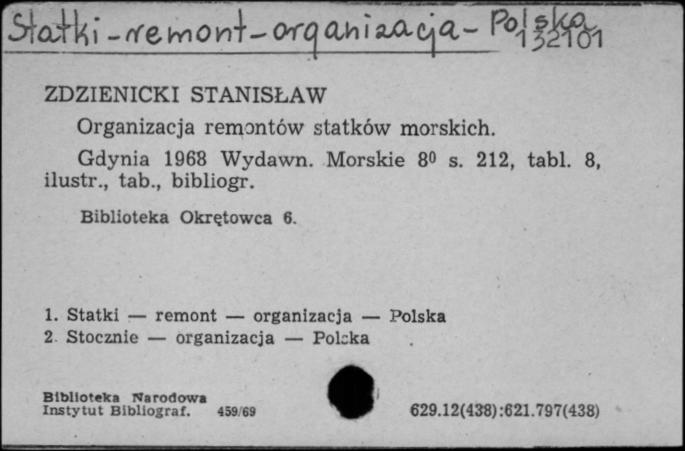 Statki-remont-organizacja-Polska
132101
ZDZIENICKI STANISŁAW
Organizacja remontów statków morskich.
Gdynia 1968 Wydawn. Morskie 8⁰ s. 212, tabl. 8,
ilustr., tab., bibliogr.
Biblioteka Okrętowca 6.
1. Statki — remont — organizacja — Polska
2. Stocznie — organizacja — Polska
Biblioteka Narodowa
Instytut Bibliograf. 459/69
629.12(438):621.797(438)